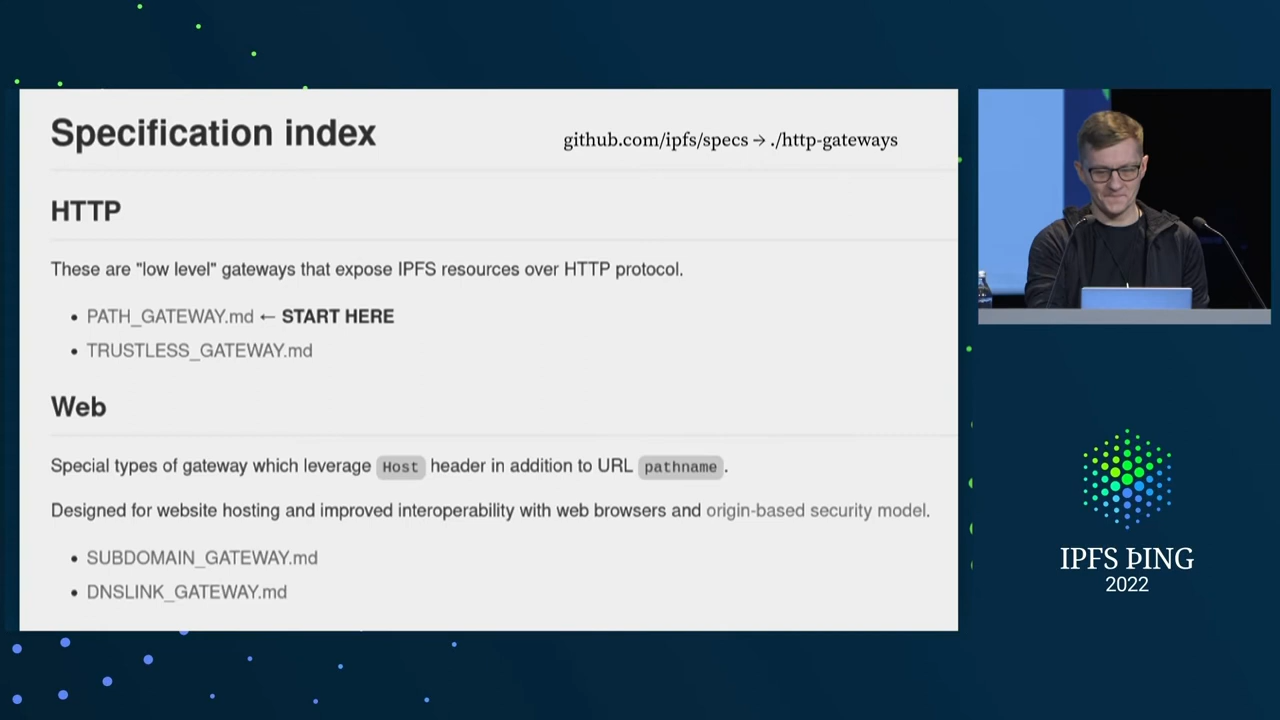 Specification index
github.com/ipfs/specs → ./http-gateways
HTTP
These are "low level" gateways that expose IPFS resources over HTTP protocol.
• PATH_GATEWAY.md ← START HERE
• TRUSTLESS_GATEWAY.md
Web
Special types of gateway which leverage Host header in addition to URL pathname.
Designed for website hosting and improved interoperability with web browsers and origin-based security model.
• SUBDOMAIN_GATEWAY.md
• DNSLINK_GATEWAY.md
IPFS ÞING
2022